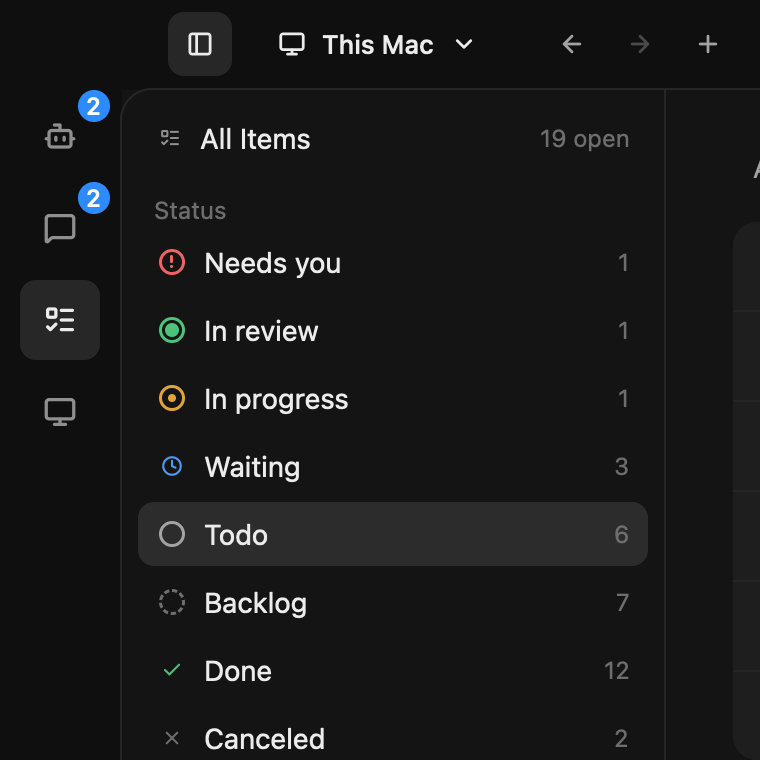 This Mac
2
All Items 19 open
2
Status
Needs you 1
In review 1
In progress 1
Waiting 3
Todo 6
Backlog 7
Done 12
Canceled 2